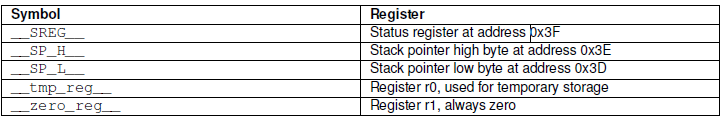 Symbol Register
__SREG__ Status register at address 0x3F
__SP_H__ Stack pointer high byte at address 0x3E
__SP_L__ Stack pointer low byte at address 0x3D
__tmp_reg__ Register r0, used for temporary storage
__zero_reg__ Register r1, always zero